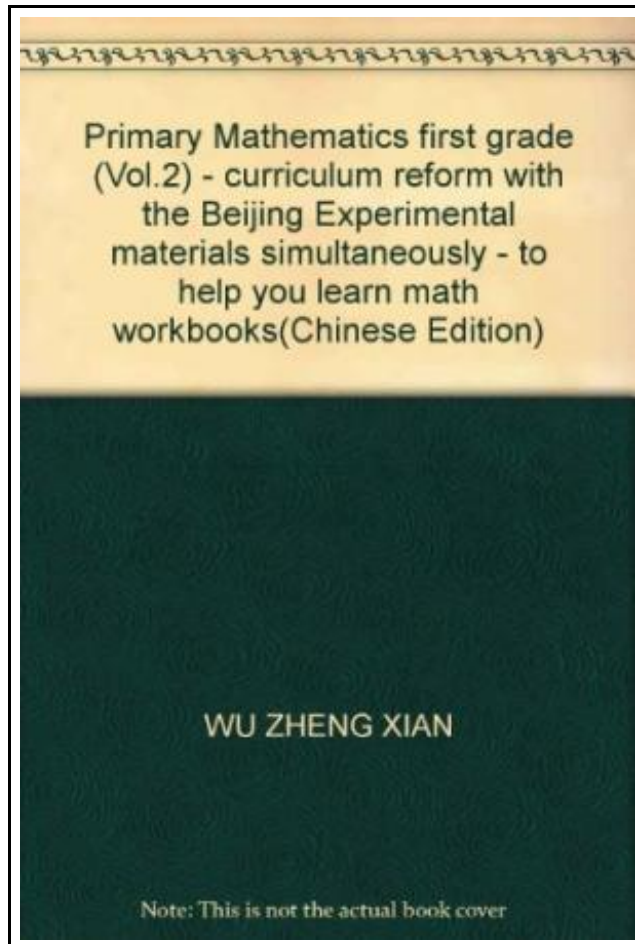 Primary Mathematics first grade
(Vol.2) - curriculum reform with
the Beijing Experimental
materials simultaneously - to
help you learn math
workbooks(Chinese Edition)
WU ZHENG XIAN
Note: This is not the actual book cover